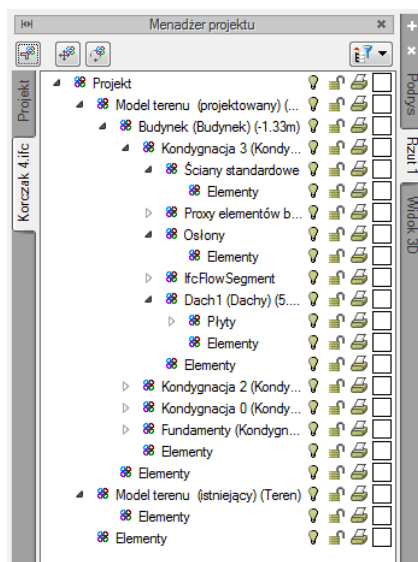 Menadżer projektu
Projekt
Korczak 4.ifc
Projekt
Model terenu (projektowany) (...
Budynek (Budynek) (-1.33m)
Kondygnacja 3 (Kondy...
Ściany standardowe
Elementy
Proxy elementów b...
Osłony
Elementy
IfcFlowSegment
Dach1 (Dachy) (5....
Płyty
Elementy
Elementy
Kondygnacja 2 (Kondy...
Kondygnacja 0 (Kondy...
Fundamenty (Kondygn...
Elementy
Elementy
Model terenu (istniejący) (Teren)
Elementy
Elementy
Podrys
Rzut 1
Widok 3D